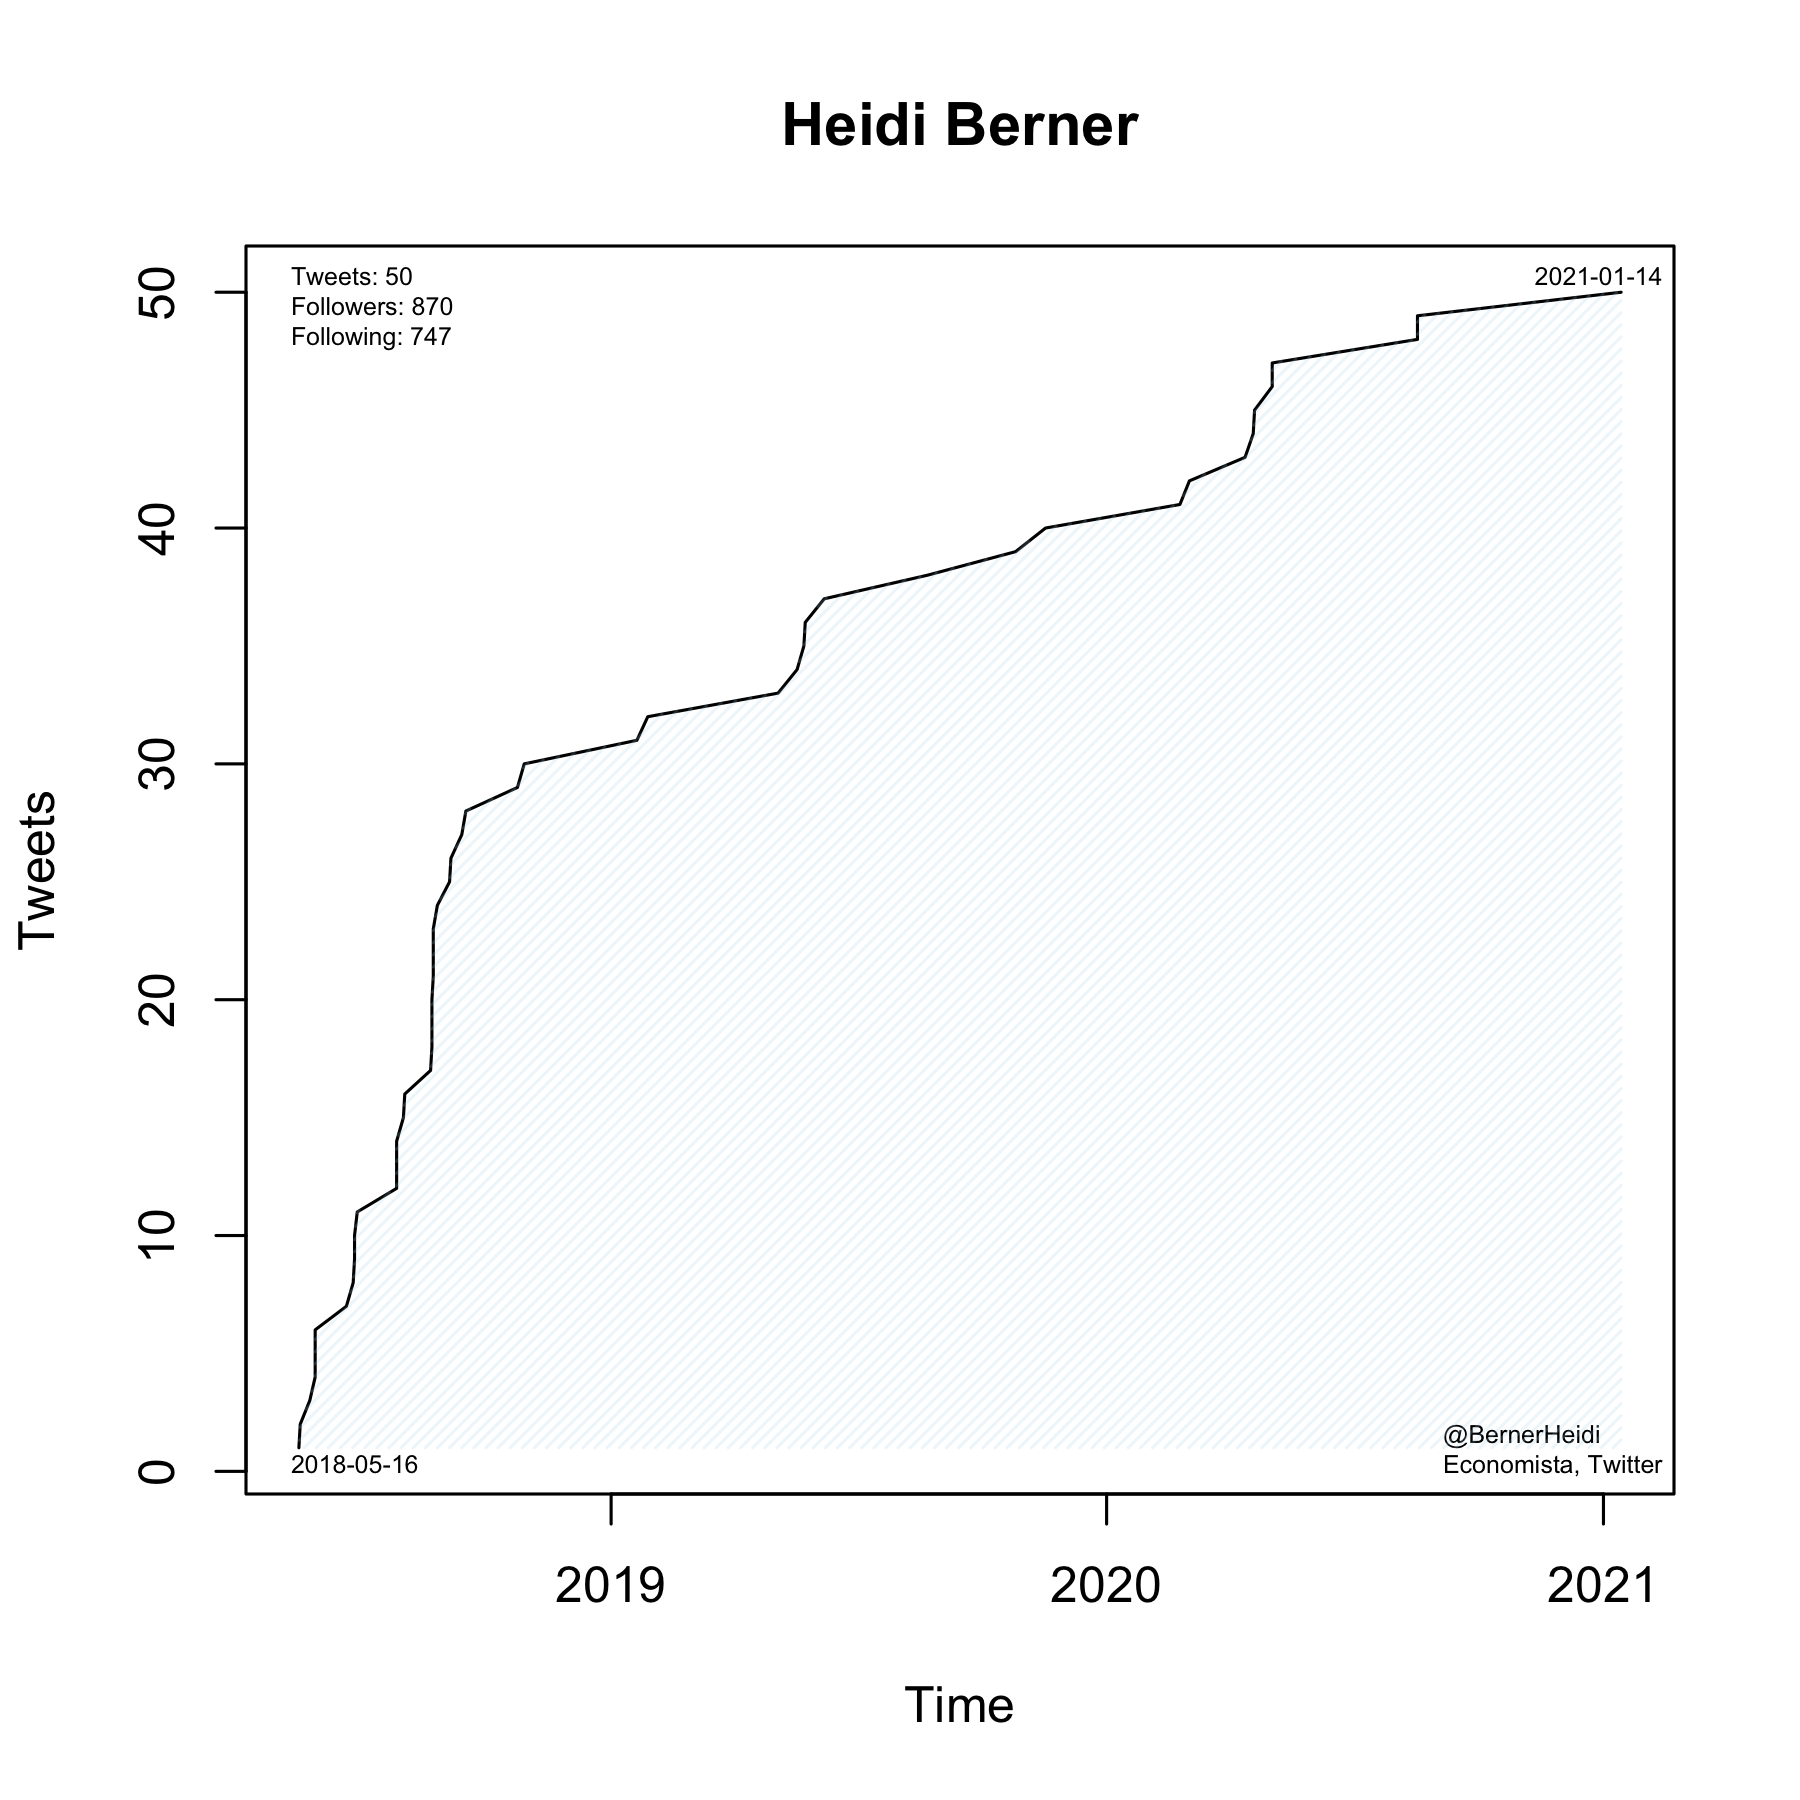 Heidi Berner
Tweets: 50
Followers: 870
Following: 747
2021-01-14
50
40
30
20
10
0
Tweets
2018-05-16
@BernerHeidi
Economista, Twitter
2019
2020
2021
Time